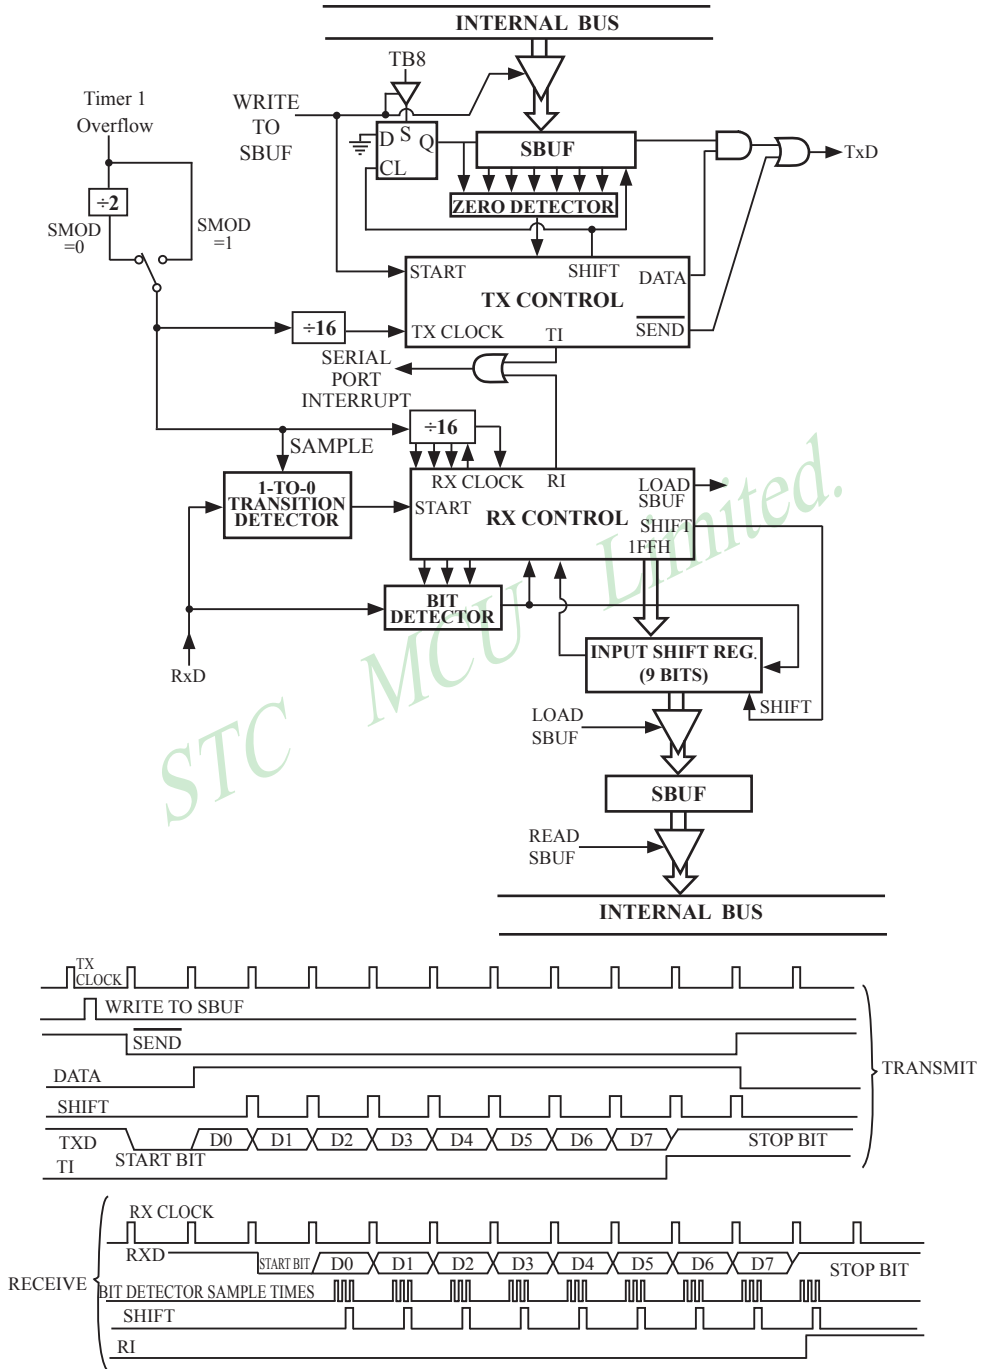 INTERNAL BUS
TB8
Timer 1
Overflow
WRITE
TO
SBUF
D S Q
CL
SBUF
TxD
÷2
ZERO DETECTOR
SMOD
=0
SMOD
=1
START
SHIFT
DATA
TX CONTROL
÷16
TX CLOCK
TI
SEND
SERIAL
PORT
INTERRUPT
÷16
SAMPLE
1-TO-0
TRANSITION
DETECTOR
RX CLOCK
RI
LOAD
SBUF
START
RX CONTROL
SHIFT
1FFH
BIT
DETECTOR
RxD
INPUT SHIFT REG.
(9 BITS)
SHIFT
LOAD
SBUF
SBUF
READ
SBUF
INTERNAL BUS
STC MCU Limited.
TX
CLOCK
WRITE TO SBUF
SEND
DATA
TRANSMIT
SHIFT
TXD
START BIT
D0 D1 D2 D3 D4 D5 D6 D7
STOP BIT
TI
RX CLOCK
RXD
START BIT
D0 D1 D2 D3 D4 D5 D6 D7
STOP BIT
RECEIVE
BIT DETECTOR SAMPLE TIMES
SHIFT
RI